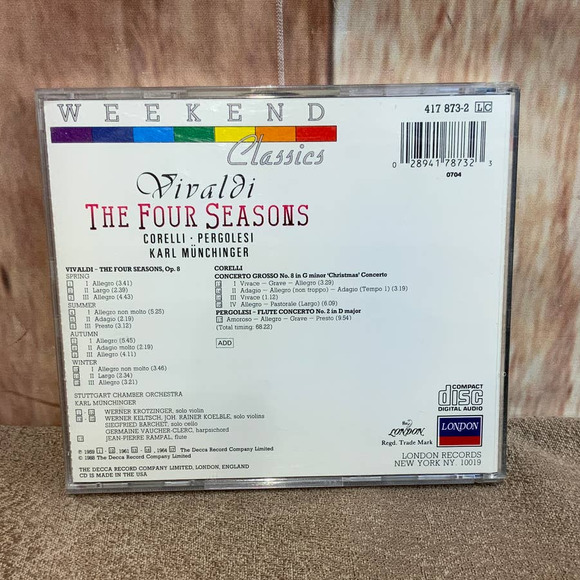 WEEKEND
Classics
417 873-2 LC
0 28941 78732 3
0704
Vivaldi
THE FOUR SEASONS
CORELLI · PERGOLESI
KARL MÜNCHINGER
VIVALDI – THE FOUR SEASONS, Op. 8
SPRING
I Allegro (3.41)
II Largo (2.39)
III Allegro (4.43)
SUMMER
I Allegro non molto (5.25)
II Adagio (2.19)
III Presto (3.12)
AUTUMN
I Allegro (5.45)
II Adagio molto (2.19)
III Allegro (4.11)
WINTER
I Allegro non molto (3.46)
II Largo (2.34)
III Allegro (3.21)
STUTTGART CHAMBER ORCHESTRA
KARL MÜNCHINGER
WERNER KROTZINGER, solo violin
WERNER KELTSCH, JOH. RAINER KOELBLE, solo violins
SIEGFRIED BARCHET, solo cello
GERMAINE VAUCHER-CLERC, harpsichord
JEAN-PIERRE RAMPAL, flute
The Decca Record Company Limited
© 1988 The Decca Record Company Limited
THE DECCA RECORD COMPANY LIMITED, LONDON, ENGLAND
CD IS MADE IN THE USA
CORELLI
CONCERTO GROSSO No. 8 in G minor 'Christmas' Concerto
I Vivace – Grave – Allegro (3.29)
II Adagio – Allegro (non troppo) – Adagio (Tempo 1) (3.19)
III Vivace (1.12)
IV Allegro – Pastorale (Largo) (6.09)
PERGOLESI – FLUTE CONCERTO No. 2 in D major
Amoroso – Allegro – Grave – Presto (9.54)
(Total timing: 68.22)
ADD
COMPACT
disc
DIGITAL AUDIO
LONDON
Regd. Trade Mark
LONDON
LONDON RECORDS
NEW YORK NY. 10019